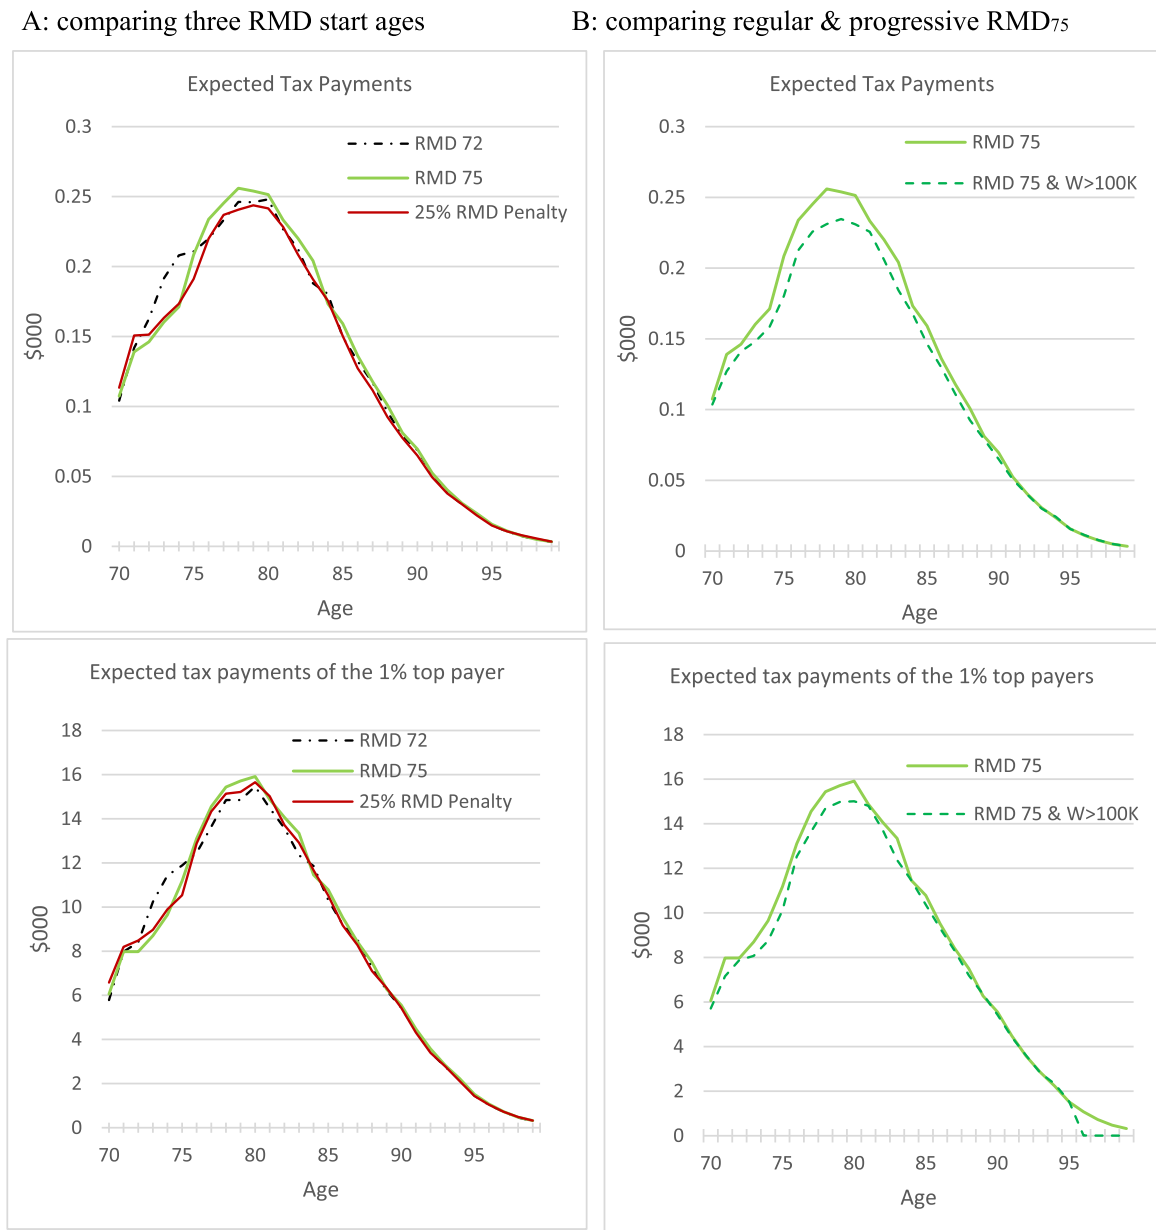 A: comparing three RMD start ages
B: comparing regular & progressive RMD75
Expected Tax Payments
RMD 72
RMD 75
25% RMD Penalty
0.3
0.25
0.2
0.15
0.1
0.05
0
$000
70 75 80 85 90 95
Age
Expected Tax Payments
RMD 75
RMD 75 & W>100K
0.3
0.25
0.2
0.15
0.1
0.05
0
$000
70 75 80 85 90 95
Age
Expected tax payments of the 1% top payer
RMD 72
RMD 75
25% RMD Penalty
18
16
14
12
10
8
6
4
2
0
$000
70 75 80 85 90 95
Age
Expected tax payments of the 1% top payers
RMD 75
RMD 75 & W>100K
18
16
14
12
10
8
6
4
2
0
$000
70 75 80 85 90 95
Age